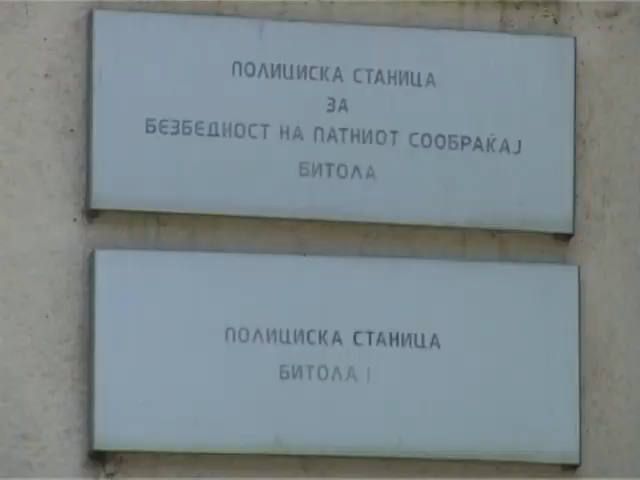 ПОЛИЦИСКА СТАНИЦА
ЗА
БЕЗБЕДНОСТ НА ПАТНИОТ СООБРАЌАЈ
БИТОЛА
ПОЛИЦИСКА СТАНИЦА
БИТОЛА I